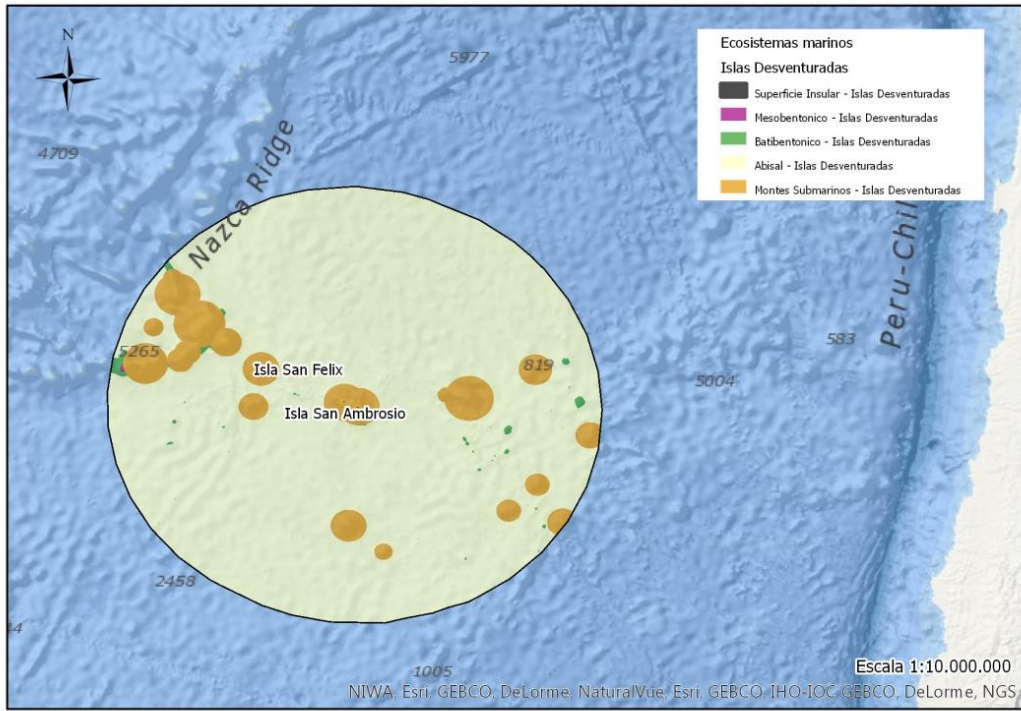 N
5977
4709
Nazca Ridge
Ecosistemas marinos
Islas Desventuradas
Superficie Insular - Islas Desventuradas
Mesobentonico - Islas Desventuradas
Batibentonico - Islas Desventuradas
Abisal - Islas Desventuradas
Montes Submarinos - Islas Desventuradas
Peru-Chil
5265
Isla San Felix
819
583
5004
Isla San Ambrosio
2458
44
1005
Escala 1:10.000.000
NIWA, Esri, GEBCO, DeLorme, NaturalVue, Esri, GEBCO, IHO-IOC GEBCO, DeLorme, NGS